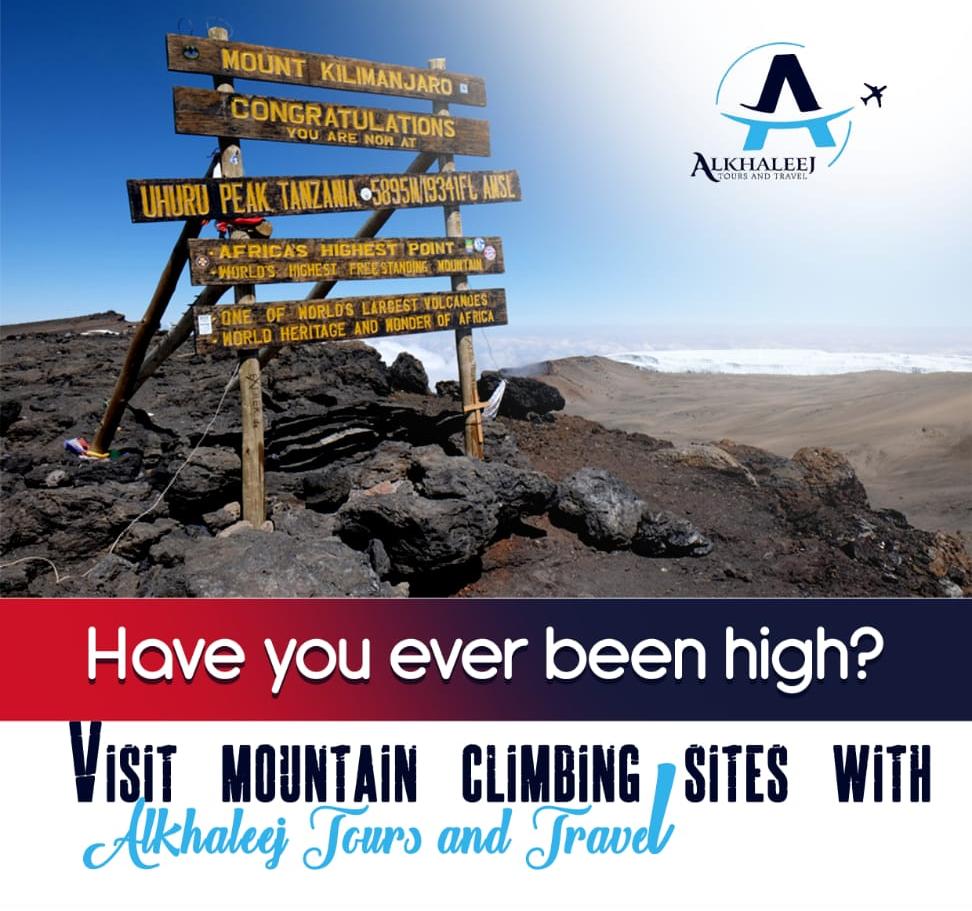 MOUNT KILIMANJARO
CONGRATULATIONS
YOU ARE NOW AT
UHURU PEAK TANZANIA 5895M/19341Ft AMSL
AFRICA'S HIGHEST POINT
WORLD'S HIGHEST FREESTANDING MOUNTAIN
ONE OF WORLD'S LARGEST VOLCANOES
WORLD HERITAGE AND WONDER OF AFRICA
ALKHALEEJ
TOURS AND TRAVEL
Have you ever been high?
Visit mountain climbing sites with
Alkhaleej Tours and Travel